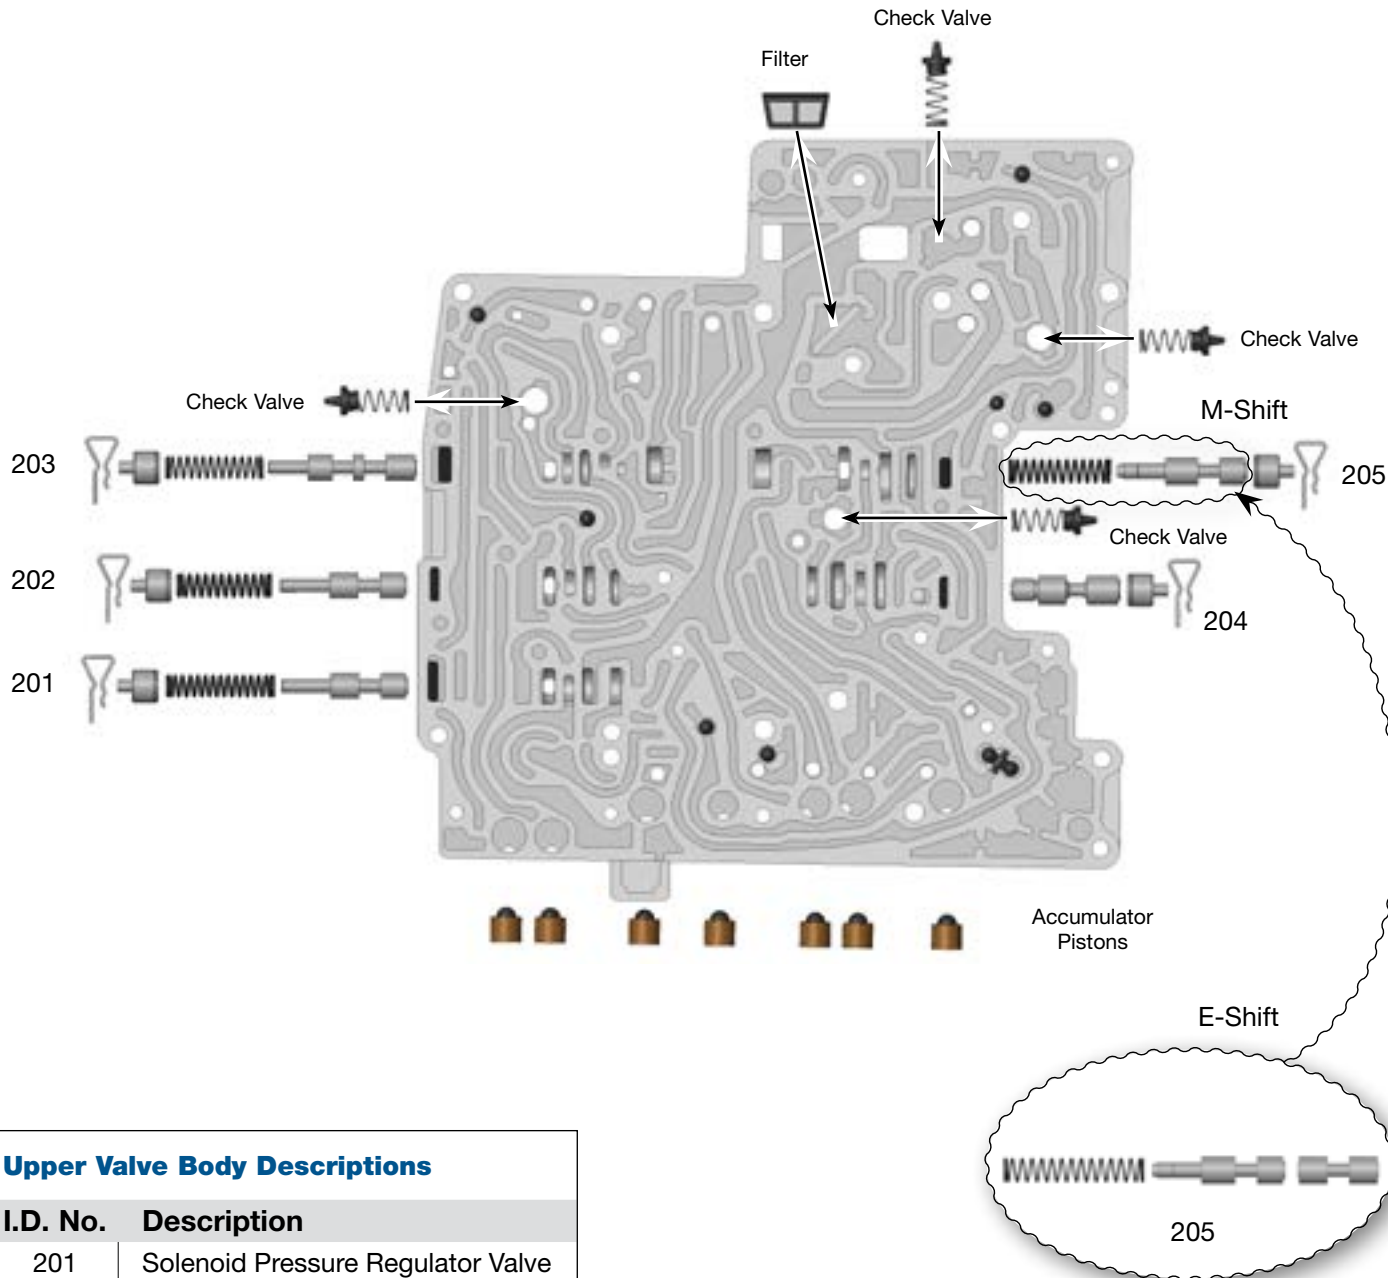 Check Valve
Filter
Check Valve
Check Valve
M-Shift
203
205
Check Valve
202
204
201
Accumulator
Pistons
E-Shift
205
Upper Valve Body Descriptions
I.D. No. Description
201 Solenoid Pressure Regulator Valve